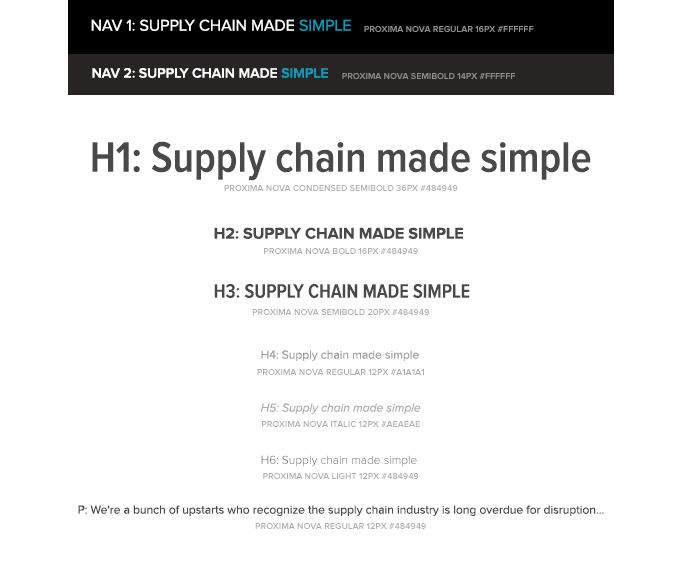 NAV 1: SUPPLY CHAIN MADE SIMPLE PROXIMA NOVA REGULAR 16PX #FFFFFF
NAV 2: SUPPLY CHAIN MADE SIMPLE PROXIMA NOVA SEMIBOLD 14PX #FFFFFF
H1: Supply chain made simple
PROXIMA NOVA CONDENSED SEMIBOLD 36PX #484949
H2: SUPPLY CHAIN MADE SIMPLE
PROXIMA NOVA BOLD 16PX #484949
H3: SUPPLY CHAIN MADE SIMPLE
PROXIMA NOVA SEMIBOLD 20PX #484949
H4: Supply chain made simple
PROXIMA NOVA REGULAR 12PX #A1A1A1
H5: Supply chain made simple
PROXIMA NOVA ITALIC 12PX #AEAEAE
H6: Supply chain made simple
PROXIMA NOVA LIGHT 12PX #484949
P: We're a bunch of upstarts who recognize the supply chain industry is long overdue for disruption...
PROXIMA NOVA REGULAR 12PX #484949